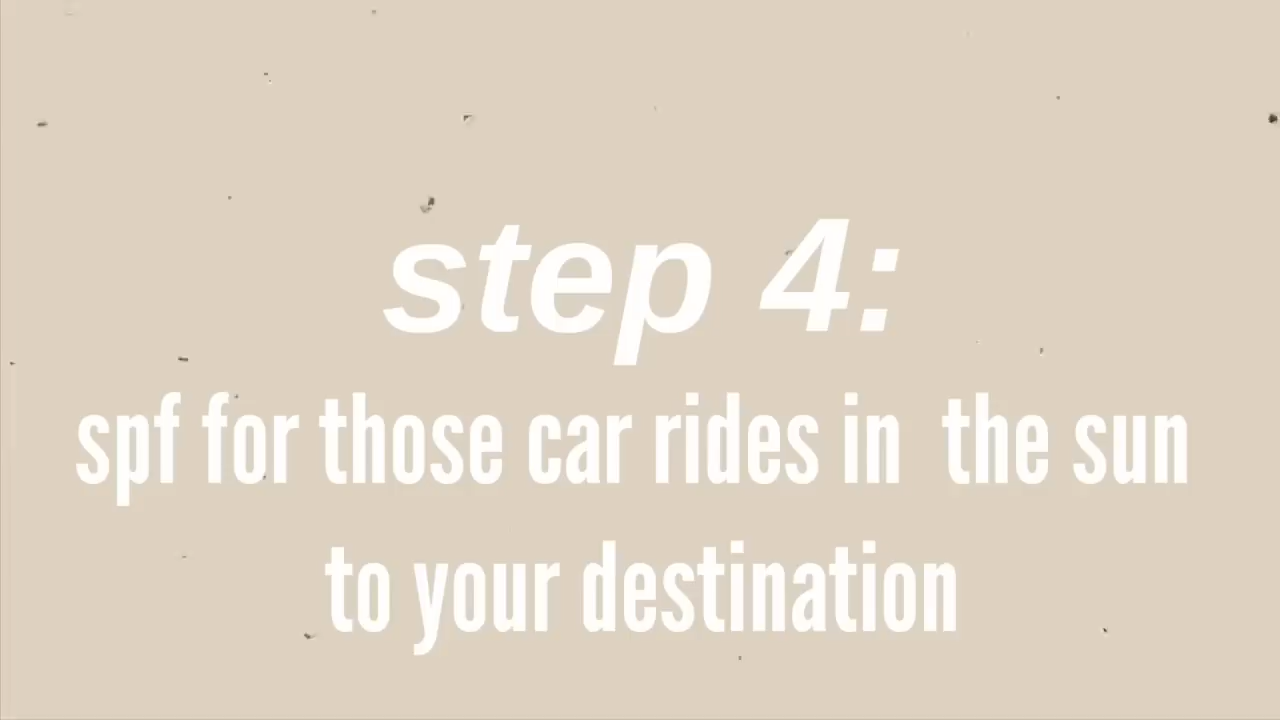 step 4:
spf for those car rides in  the sun
to your destination